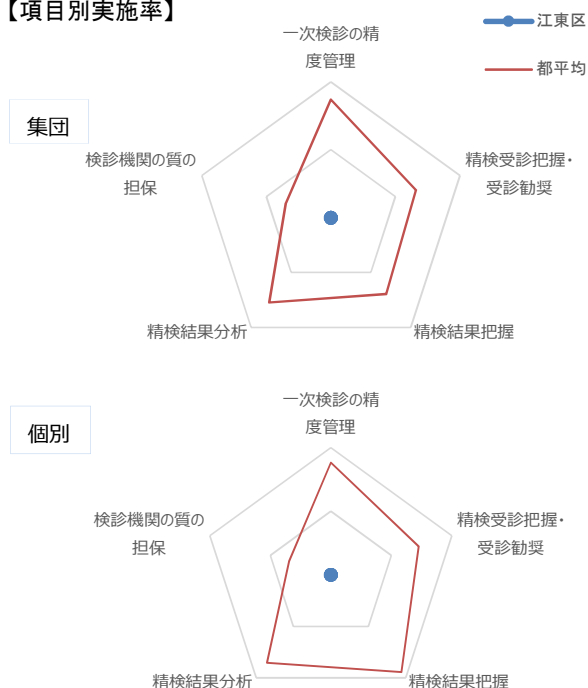 【項目別実施率】
江東区
都平均
集団
一次検診の精
度管理
精検受診把握・
受診勧奨
精検結果把握
精検結果分析
検診機関の質の
担保
個別
一次検診の精
度管理
精検受診把握・
受診勧奨
精検結果把握
精検結果分析
検診機関の質の
担保